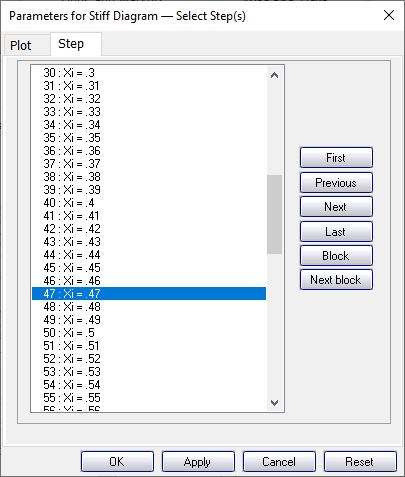 Parameters for Stiff Diagram — Select Step(s)
Plot Step
30 : Xi = .3
31 : Xi = .31
32 : Xi = .32
33 : Xi = .33
34 : Xi = .34
35 : Xi = .35
36 : Xi = .36
37 : Xi = .37
38 : Xi = .38
39 : Xi = .39
40 : Xi = .4
41 : Xi = .41
42 : Xi = .42
43 : Xi = .43
44 : Xi = .44
45 : Xi = .45
46 : Xi = .46
47 : Xi = .47
48 : Xi = .48
49 : Xi = .49
50 : Xi = .5
51 : Xi = .51
52 : Xi = .52
53 : Xi = .53
54 : Xi = .54
55 : Xi = .55
56 : Xi = .56
First
Previous
Next
Last
Block
Next block
OK Apply Cancel Reset